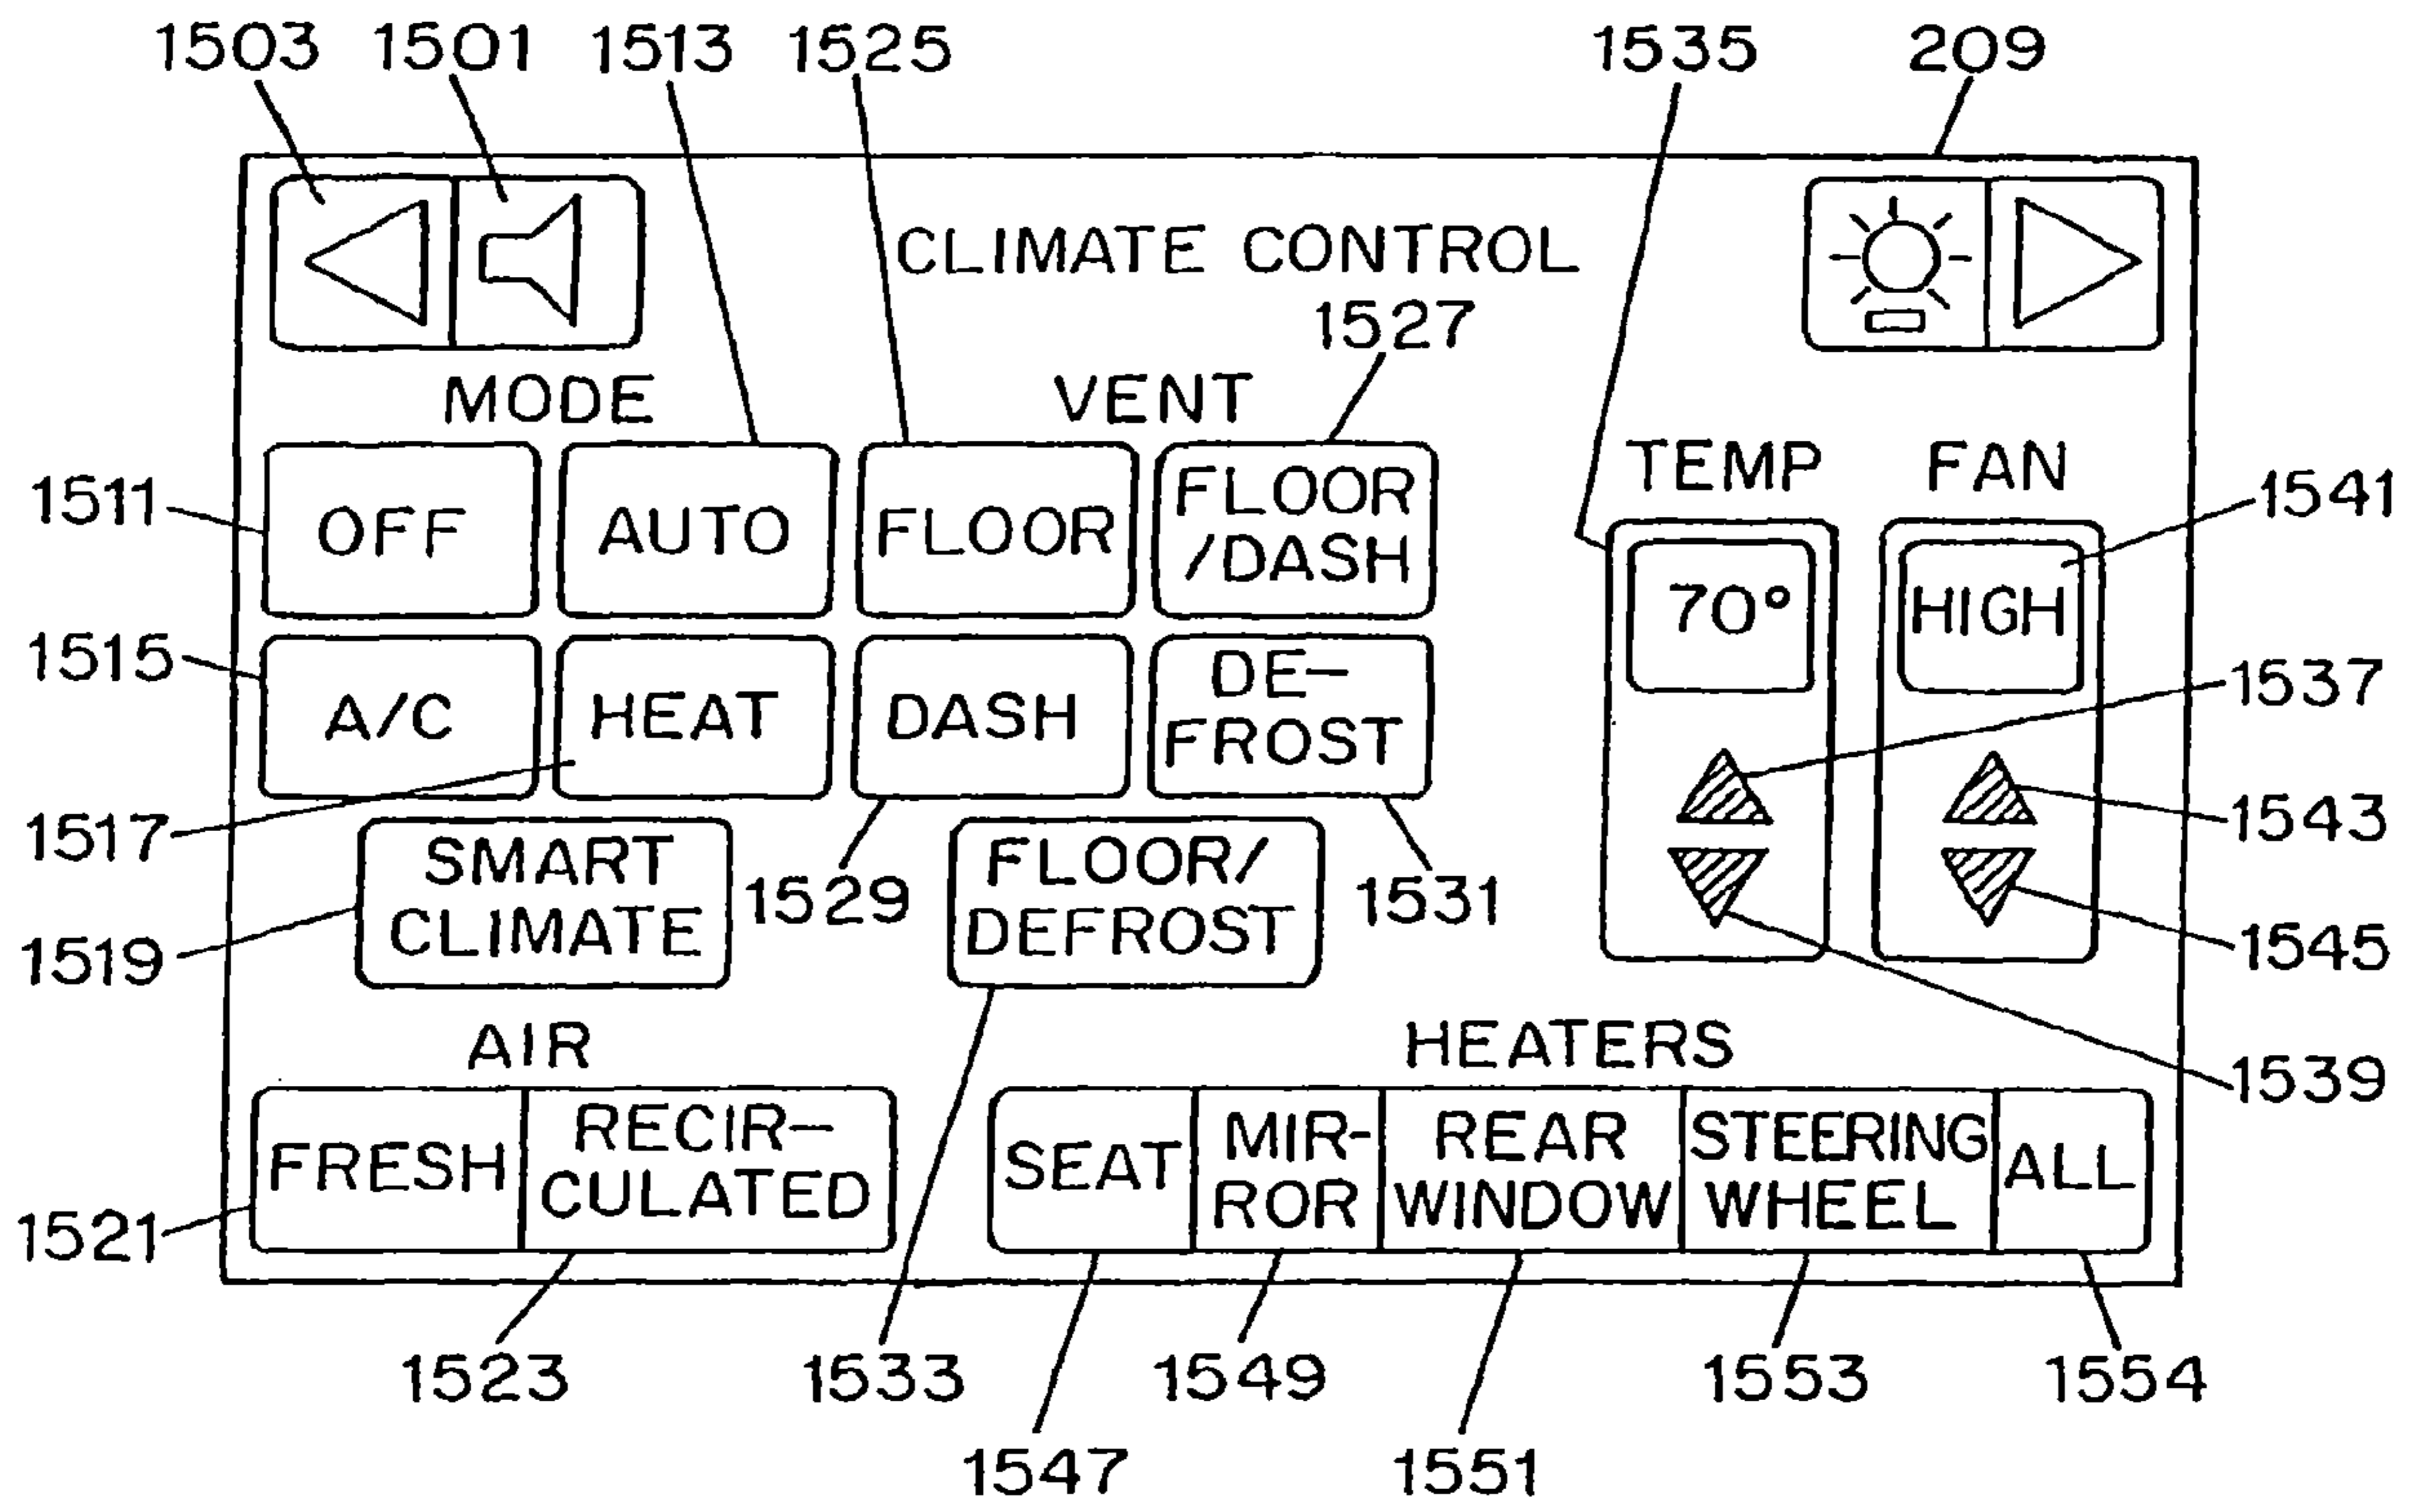 1503 1501 1513 1525 1535 209
CLIMATE CONTROL
1527
MODE VENT
TEMP FAN
1511 OFF AUTO FLOOR FLOOR
/DASH
70° HIGH 1541
1515 A/C HEAT DASH DE-
FROST
1537
1517
1543
SMART
CLIMATE
1529
FLOOR/
DEFROST
1531
1519
1545
AIR HEATERS
1539
FRESH RECIR-
CULATED
SEAT MIR-
ROR
REAR
WINDOW
STEERING
WHEEL
ALL
1521
1523 1533 1549 1553 1554
1547 1551